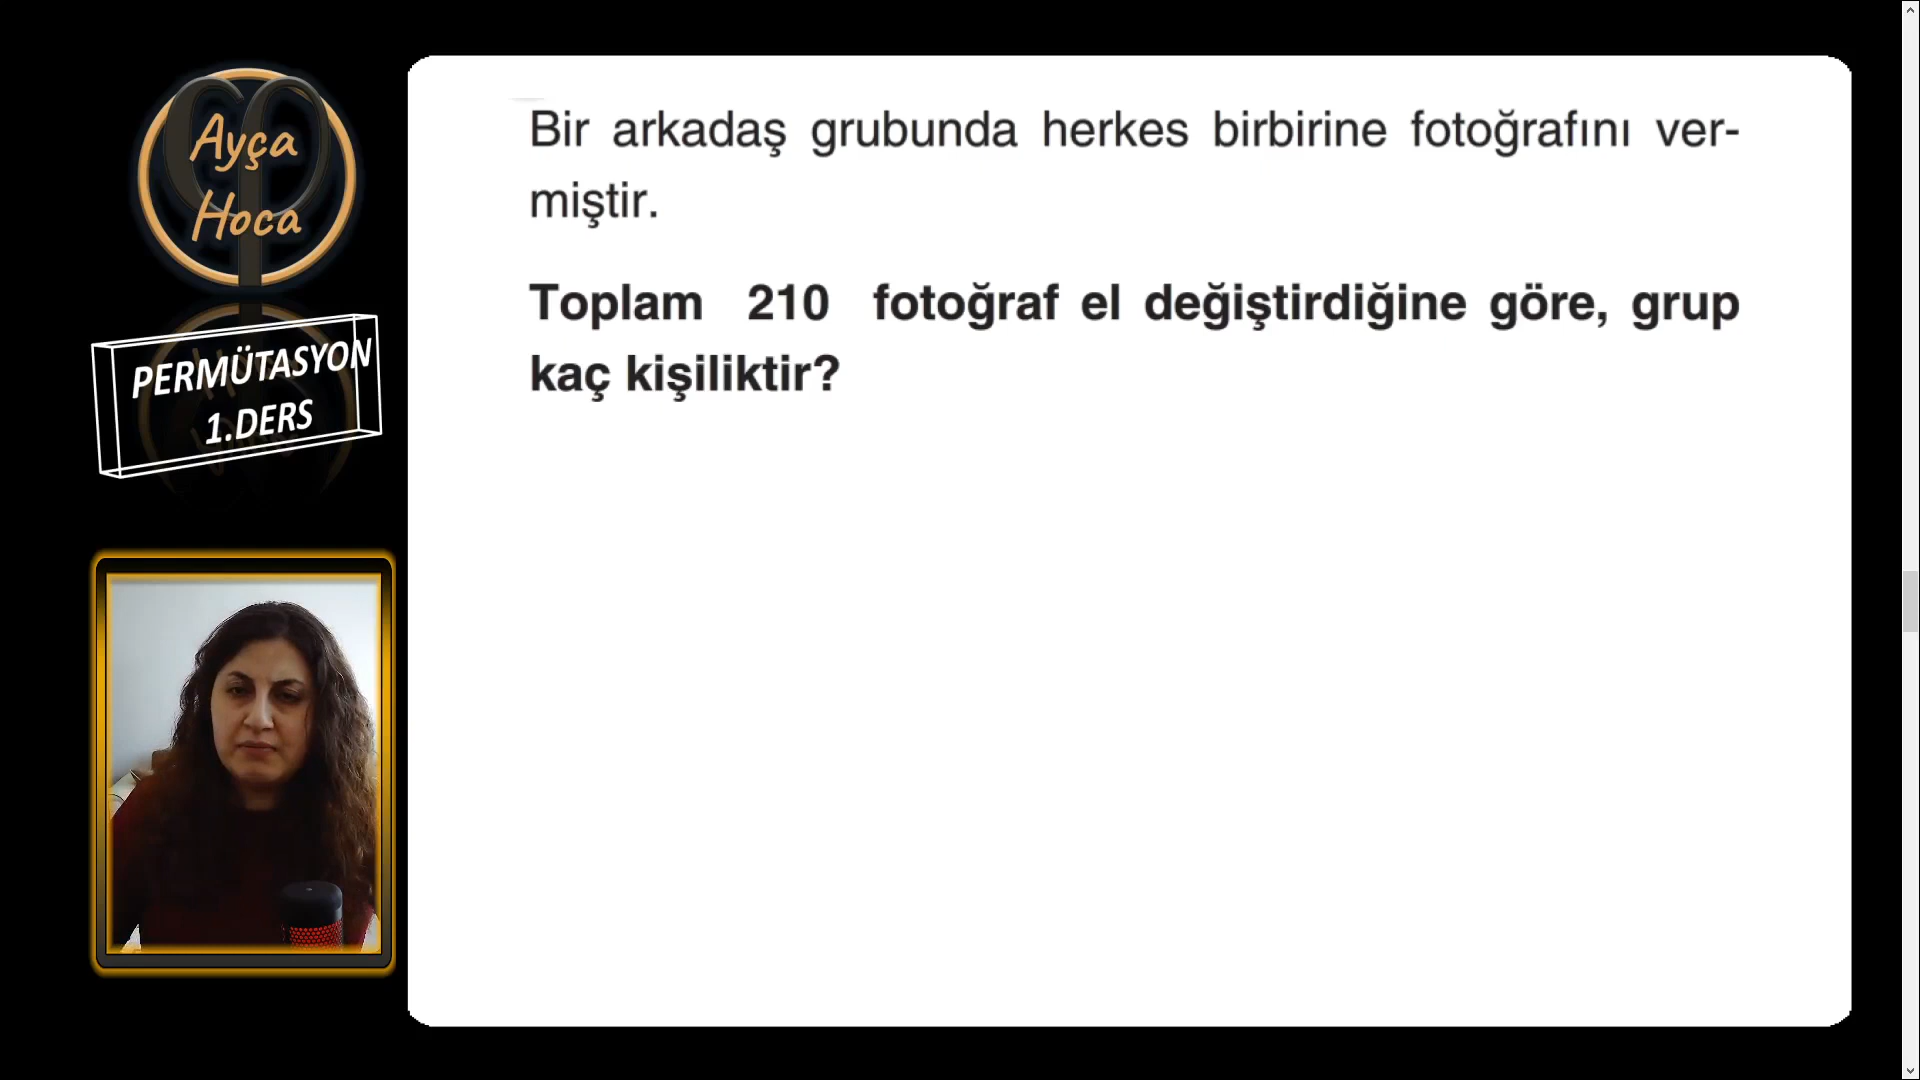 Ayça
Hoca
PERMÜTASYON
1.DERS
Bir arkadaş grubunda herkes birbirine fotoğrafını ver-
miştir.
Toplam 210 fotoğraf el değiştirdiğine göre, grup
kaç kişiliktir?